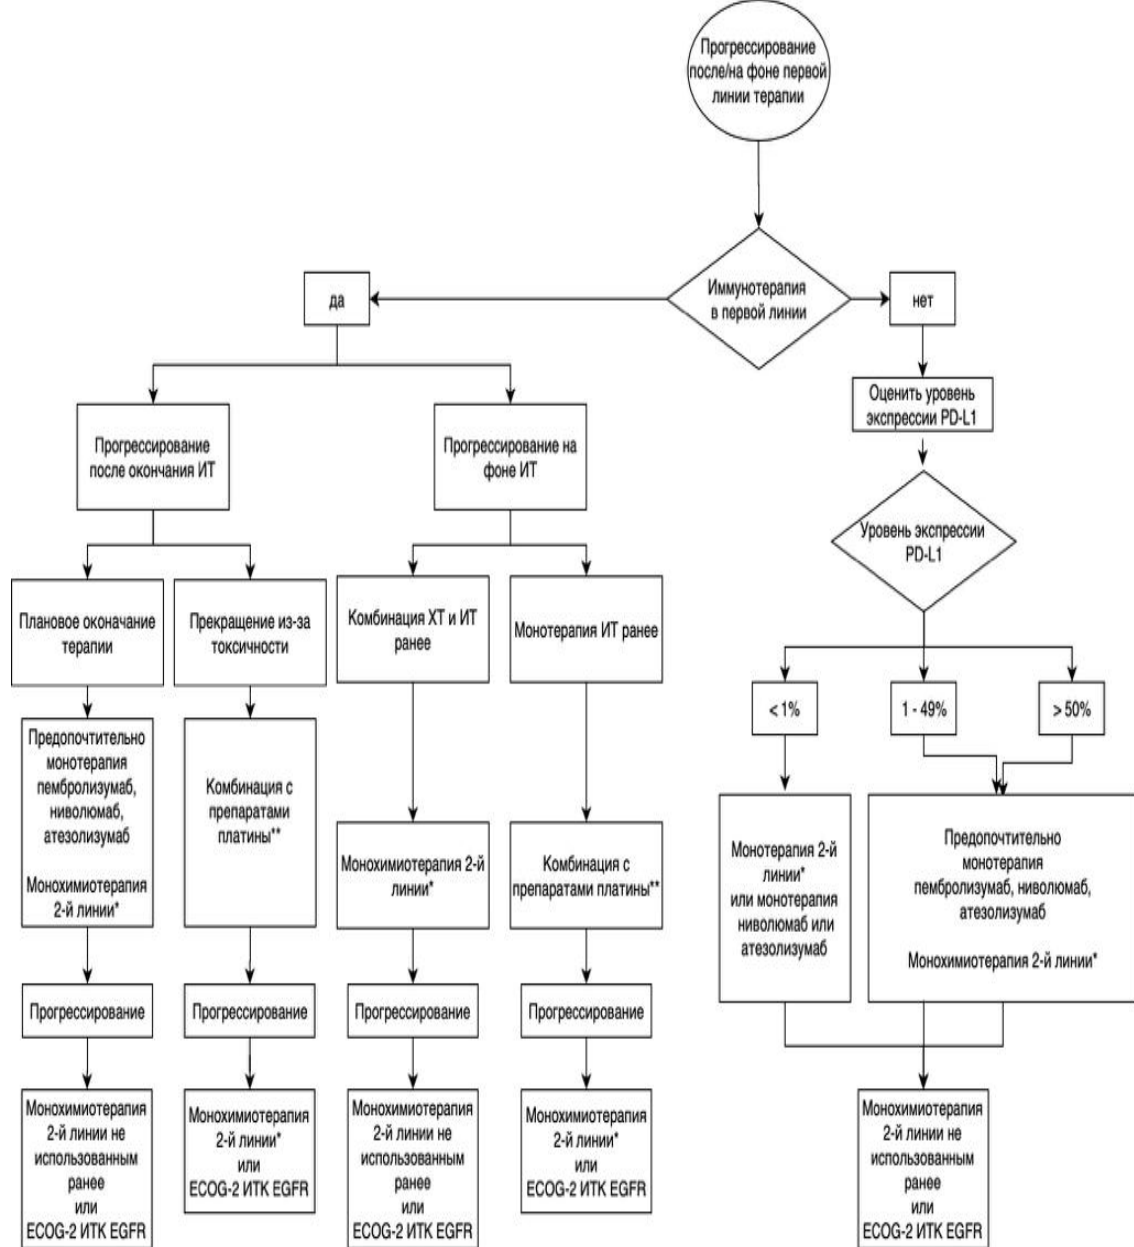 Прогрессирование
после/на фоне первой
линии терапии
Иммунотерапия
в первой линии
да
нет
Оценить уровень
экспрессии PD-L1
Прогрессирование
после окончания ИТ
Прогрессирование на
фоне ИТ
Уровень экспрессии
PD-L1
Плановое оконачание
терапии
Прекращение из-за
токсичности
Комбинация ХТ и ИТ
ранее
Монотерапия ИТ ранее
< 1%
1 - 49%
> 50%
Предопочтительно
монотерапия
пембролизумаб,
ниволюмаб,
атезолизумаб
Монохимиотерапия
2-й линии*
Комбинация с
препаратами
платины**
Монохимиотерапия 2-й
линии*
Комбинация с
препаратами платины**
Монотерапия 2-й
линии*
или монотерапия
ниволюмаб или
атезолизумаб
Предопочтительно
монотерапия
пембролизумаб, ниволюмаб,
атезолизумаб
Монохимиотерапия 2-й линии*
Прогрессирование
Прогрессирование
Прогрессирование
Прогрессирование
Монохимиотерапия
2-й линии не
использованным
ранее
или
ECOG-2 ИТК EGFR
Монохимиотерапия
2-й линии*
или
ECOG-2 ИТК EGFR
Монохимиотерапия
2-й линии не
использованным
ранее
или
ECOG-2 ИТК EGFR
Монохимиотерапия
2-й линии*
или
ECOG-2 ИТК EGFR
Монохимиотерапия
2-й линии не
использованным
ранее
или
ECOG-2 ИТК EGFR